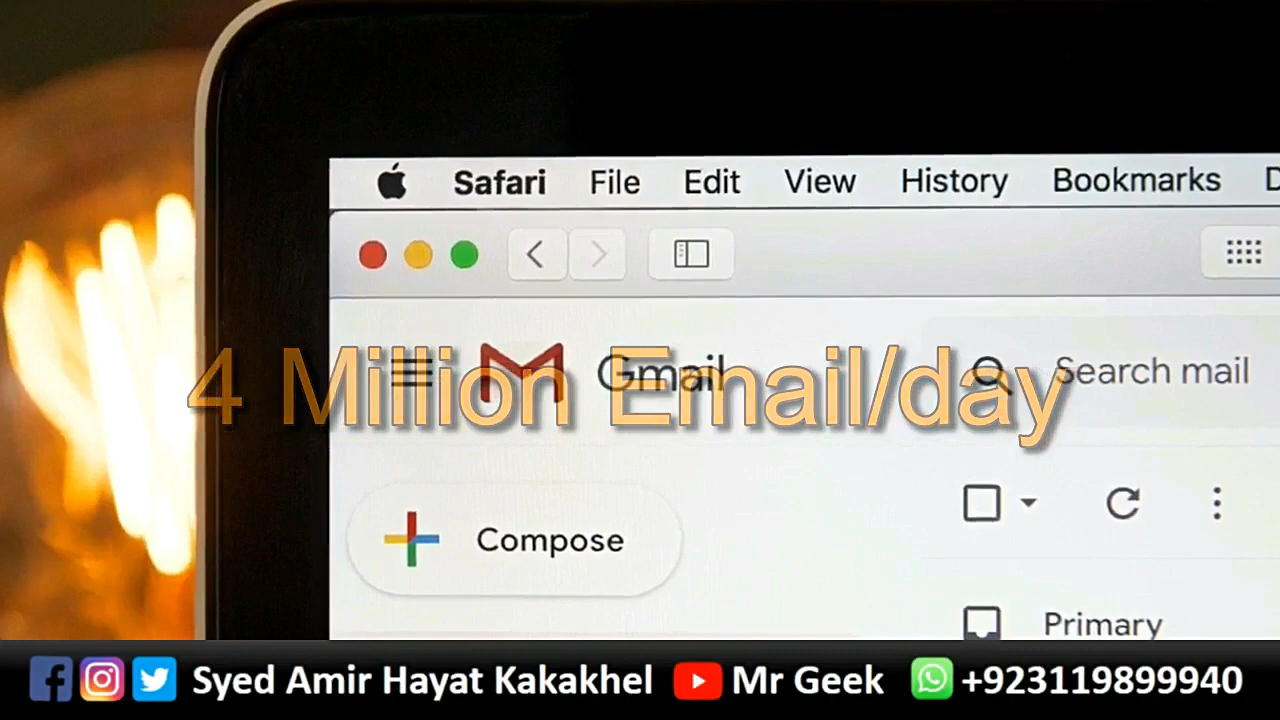 Safari File Edit View History Bookmarks
Gmail Search mail
4 Million Email/day
Compose
Primary
Syed Amir Hayat Kakakhel Mr Geek +923119899940